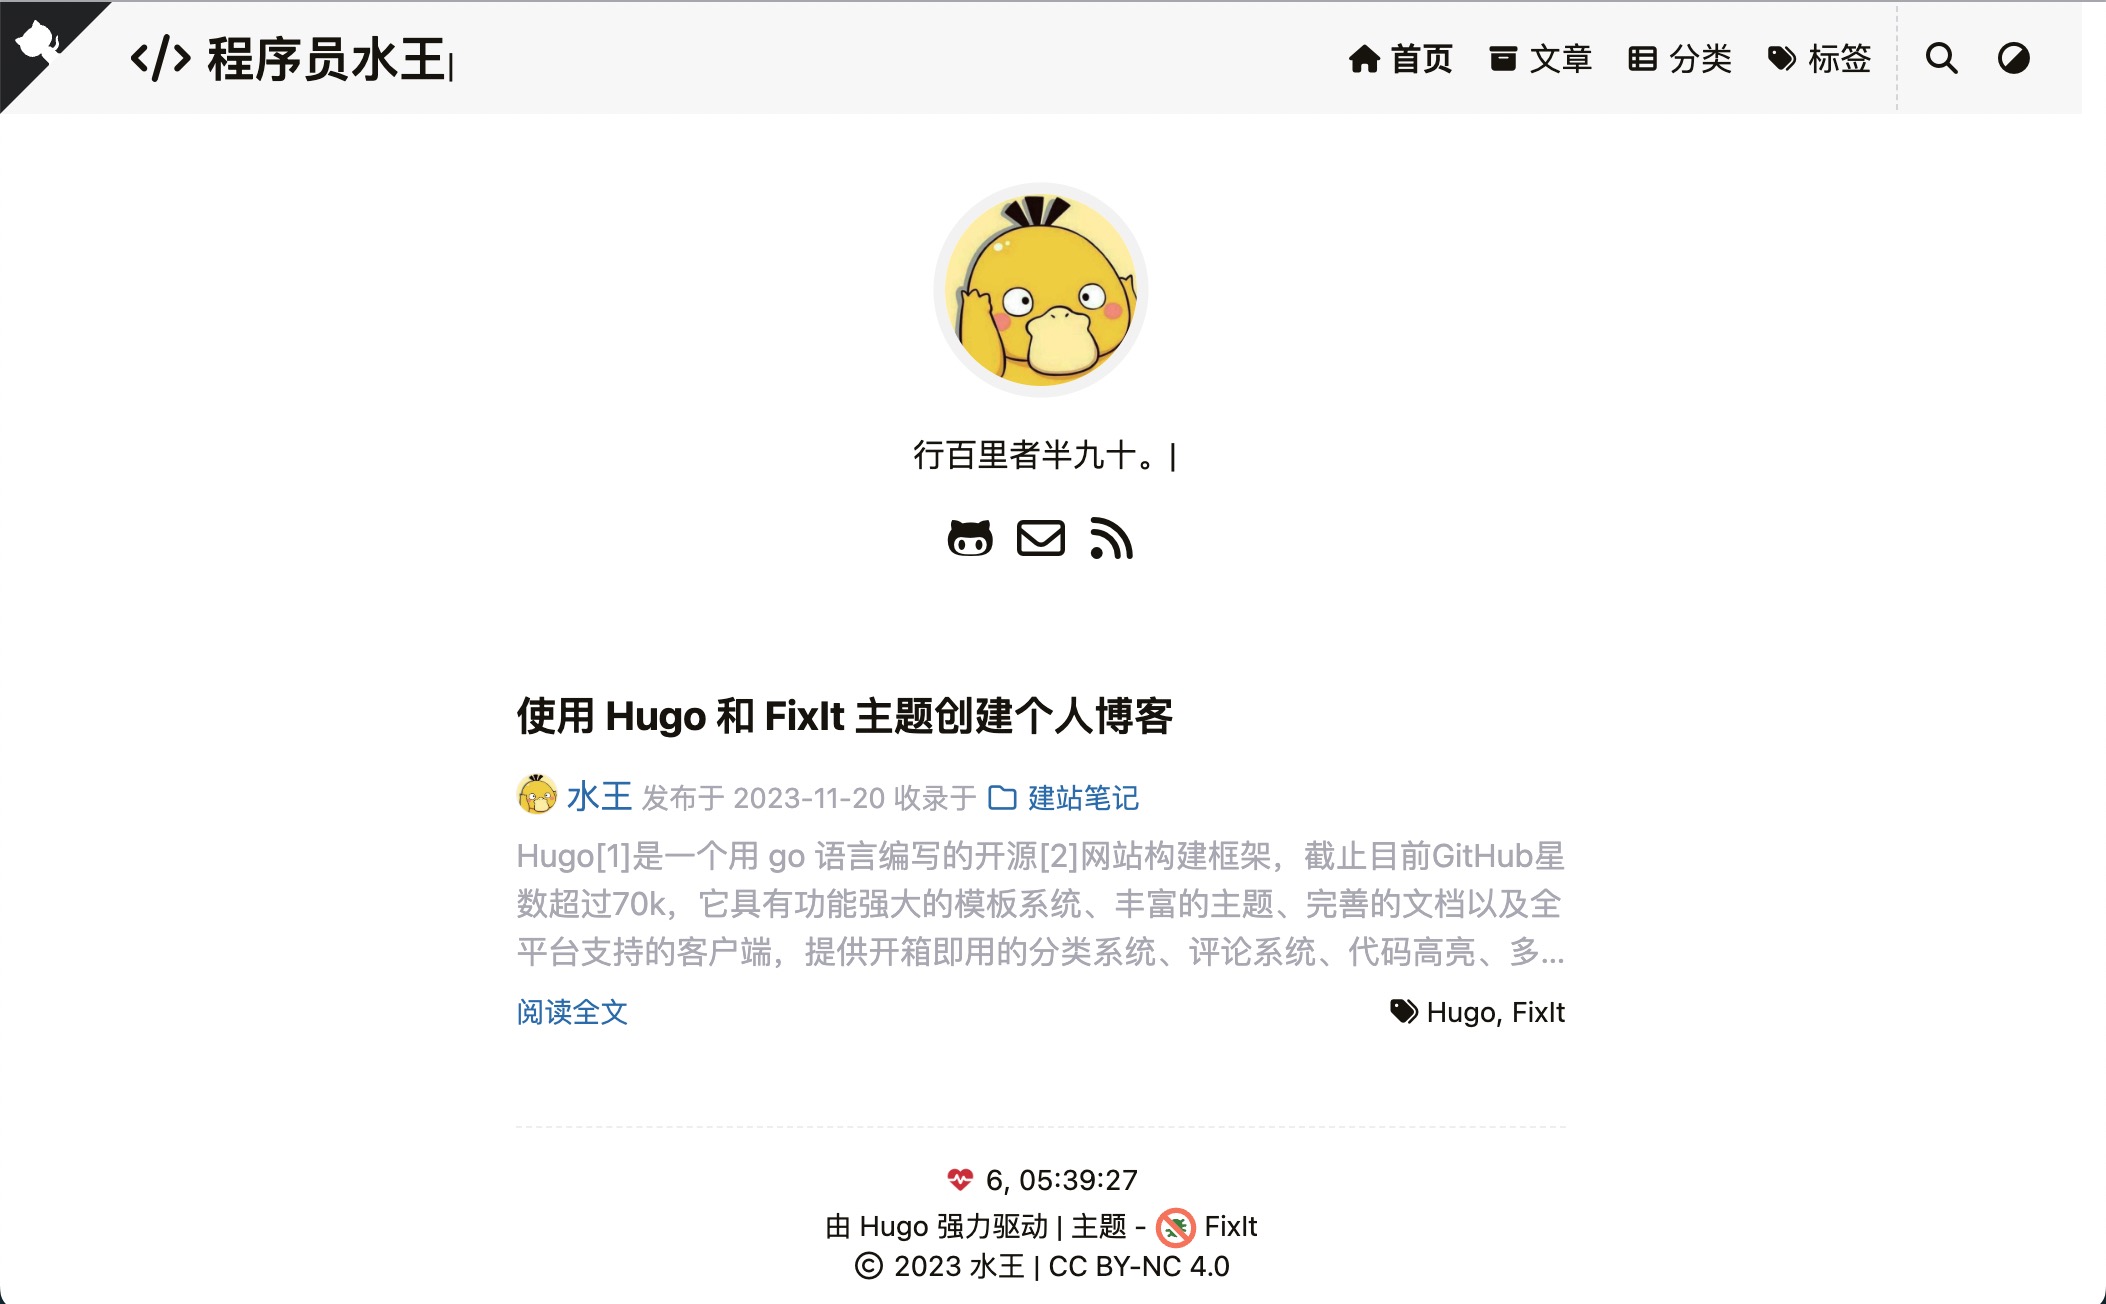 </> 程序员水王|
首页 文章 分类 标签
行百里者半九十。|
使用 Hugo 和 FixIt 主题创建个人博客
水王 发布于 2023-11-20 收录于 建站笔记
Hugo[1]是一个用 go 语言编写的开源[2]网站构建框架，截止目前GitHub星
数超过70k，它具有功能强大的模板系统、丰富的主题、完善的文档以及全
平台支持的客户端，提供开箱即用的分类系统、评论系统、代码高亮、多...
阅读全文
Hugo, FixIt
6, 05:39:27
由 Hugo 强力驱动 | 主题 - FixIt
© 2023 水王 | CC BY-NC 4.0